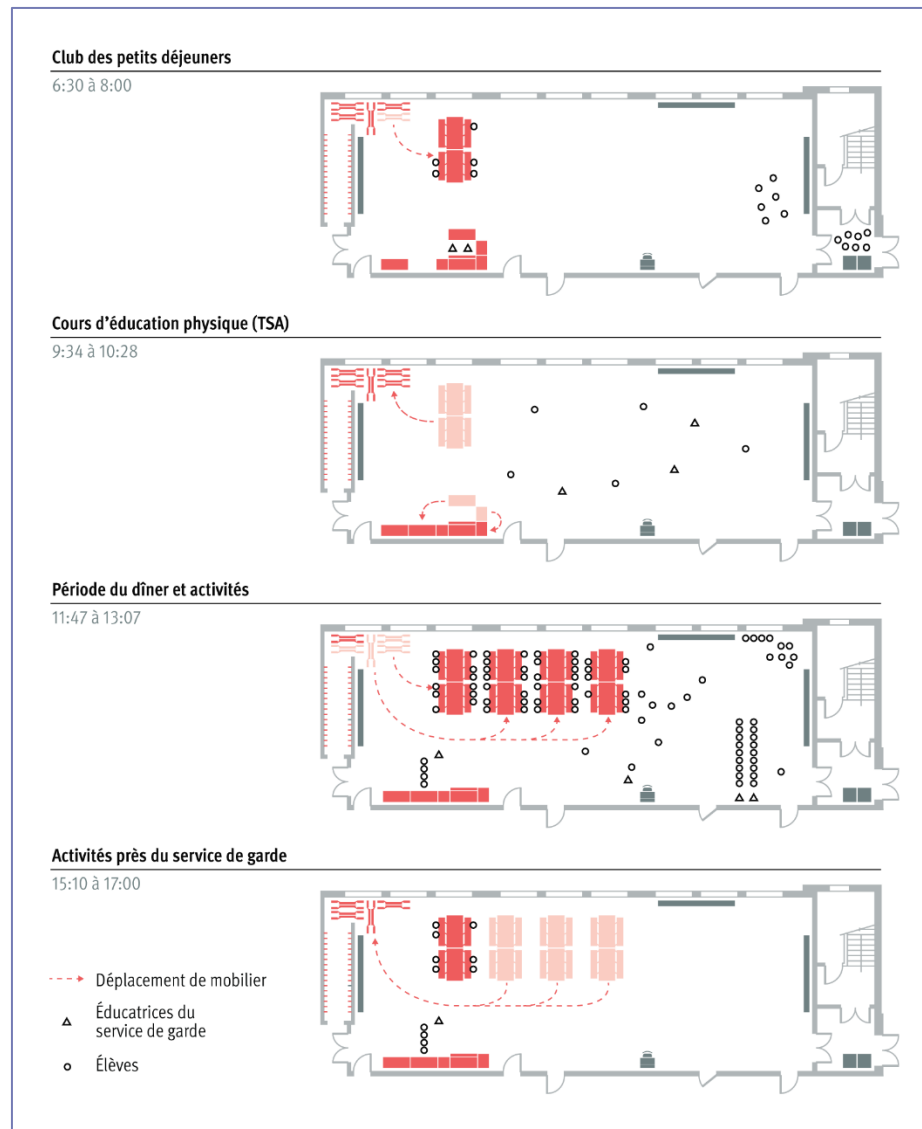 Club des petits déjeuners
6:30 à 8:00
Cours d'éducation physique (TSA)
9:34 à 10:28
Période du dîner et activités
11:47 à 13:07
Activités près du service de garde
15:10 à 17:00
Déplacement de mobilier
Éducatrices du
service de garde
Élèves